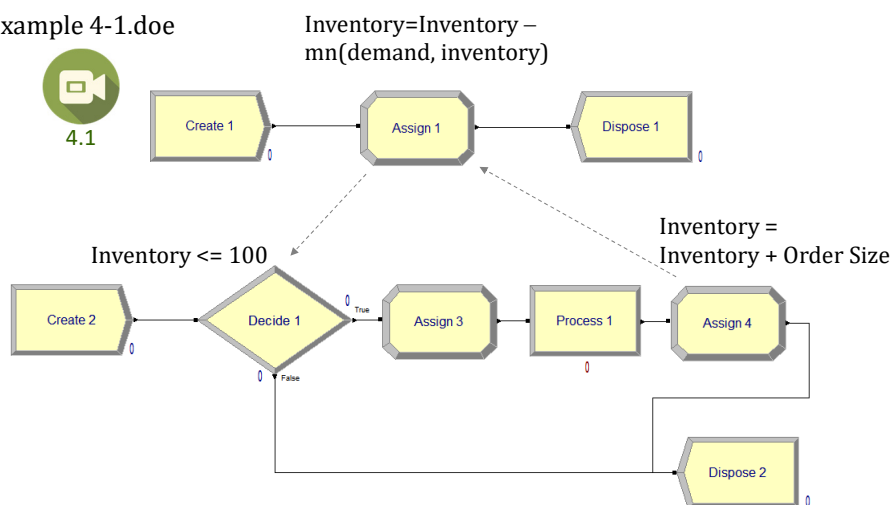 xample 4-1.doe
Inventory=Inventory –
mn(demand, inventory)
4.1
Create 1
0
Assign 1
Dispose 1
0
Inventory <= 100
Inventory =
Inventory + Order Size
Create 2
0
Decide 1
0
True
0
False
Assign 3
Process 1
0
Assign 4
Dispose 2
0